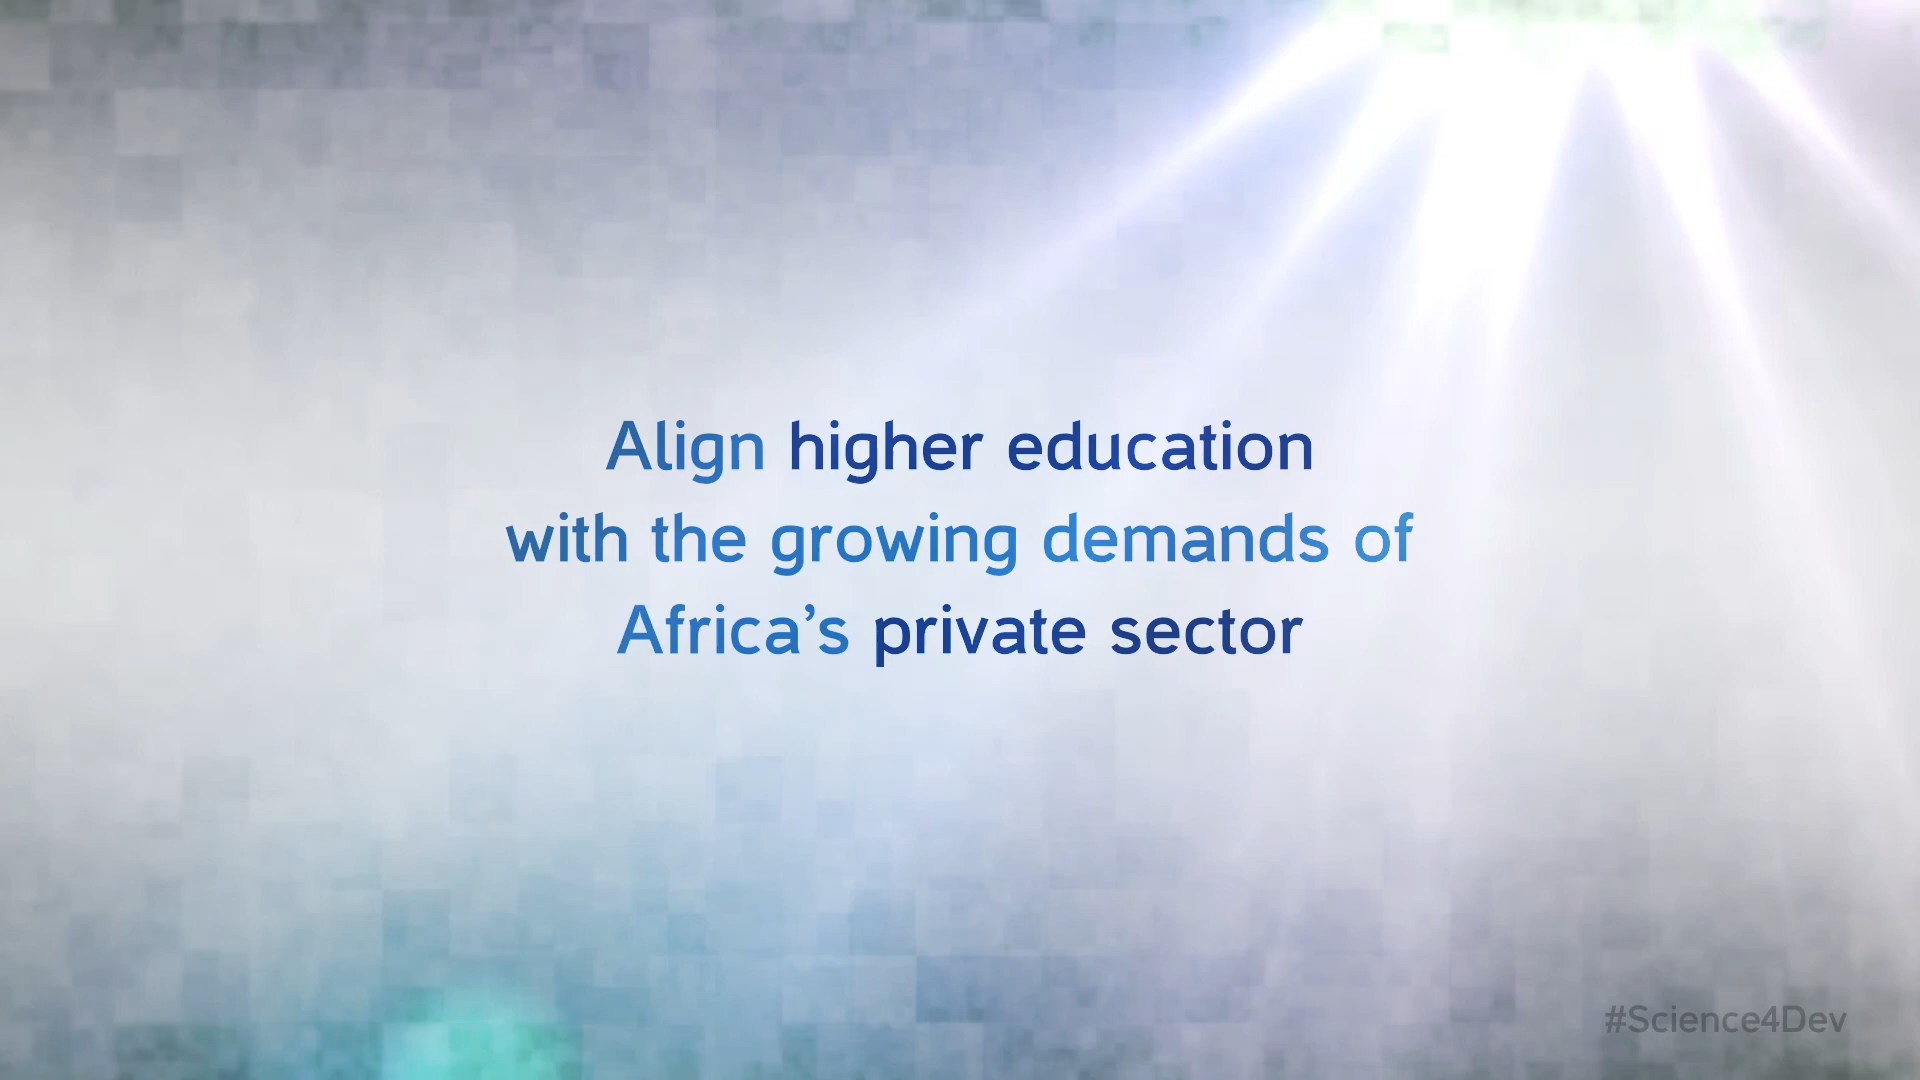 Align higher education
with the growing demands of
Africa’s private sector
#Science4Dev